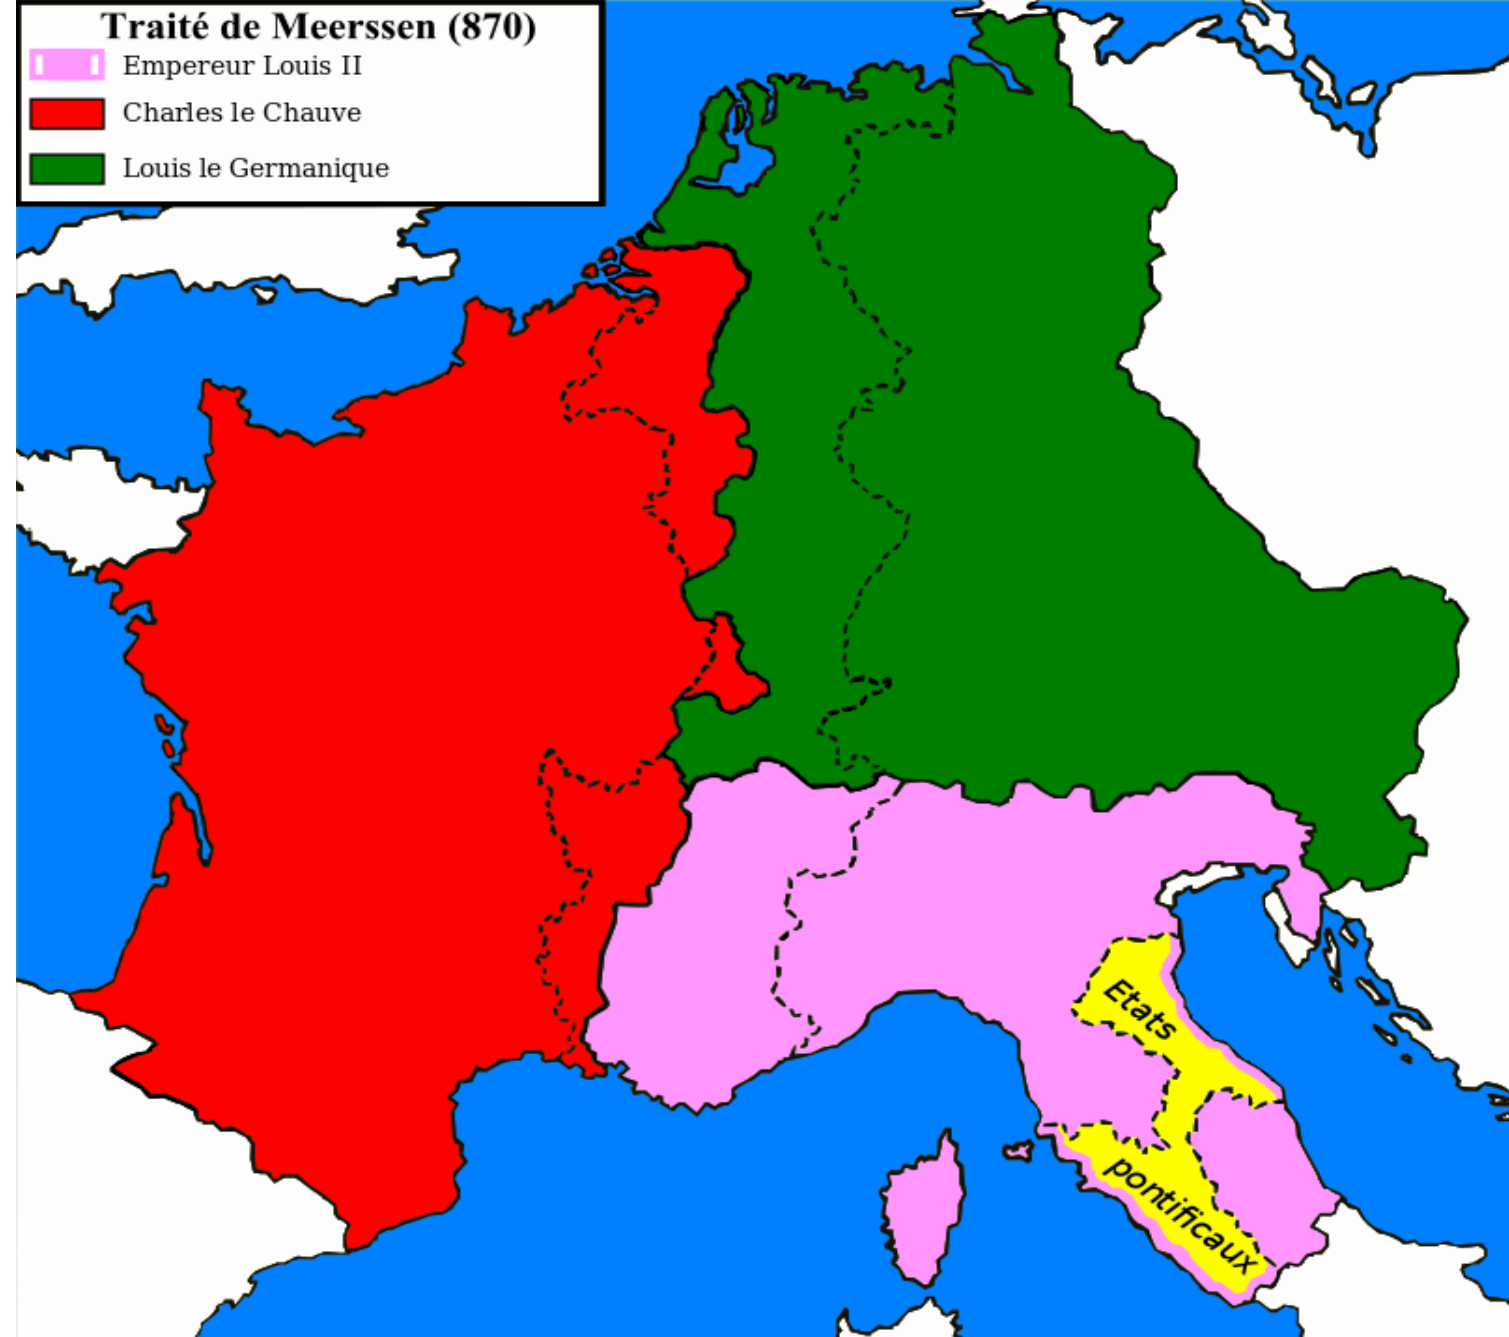 Traité de Meerssen (870)
Empereur Louis II
Charles le Chauve
Louis le Germanique
Etats
pontificaux